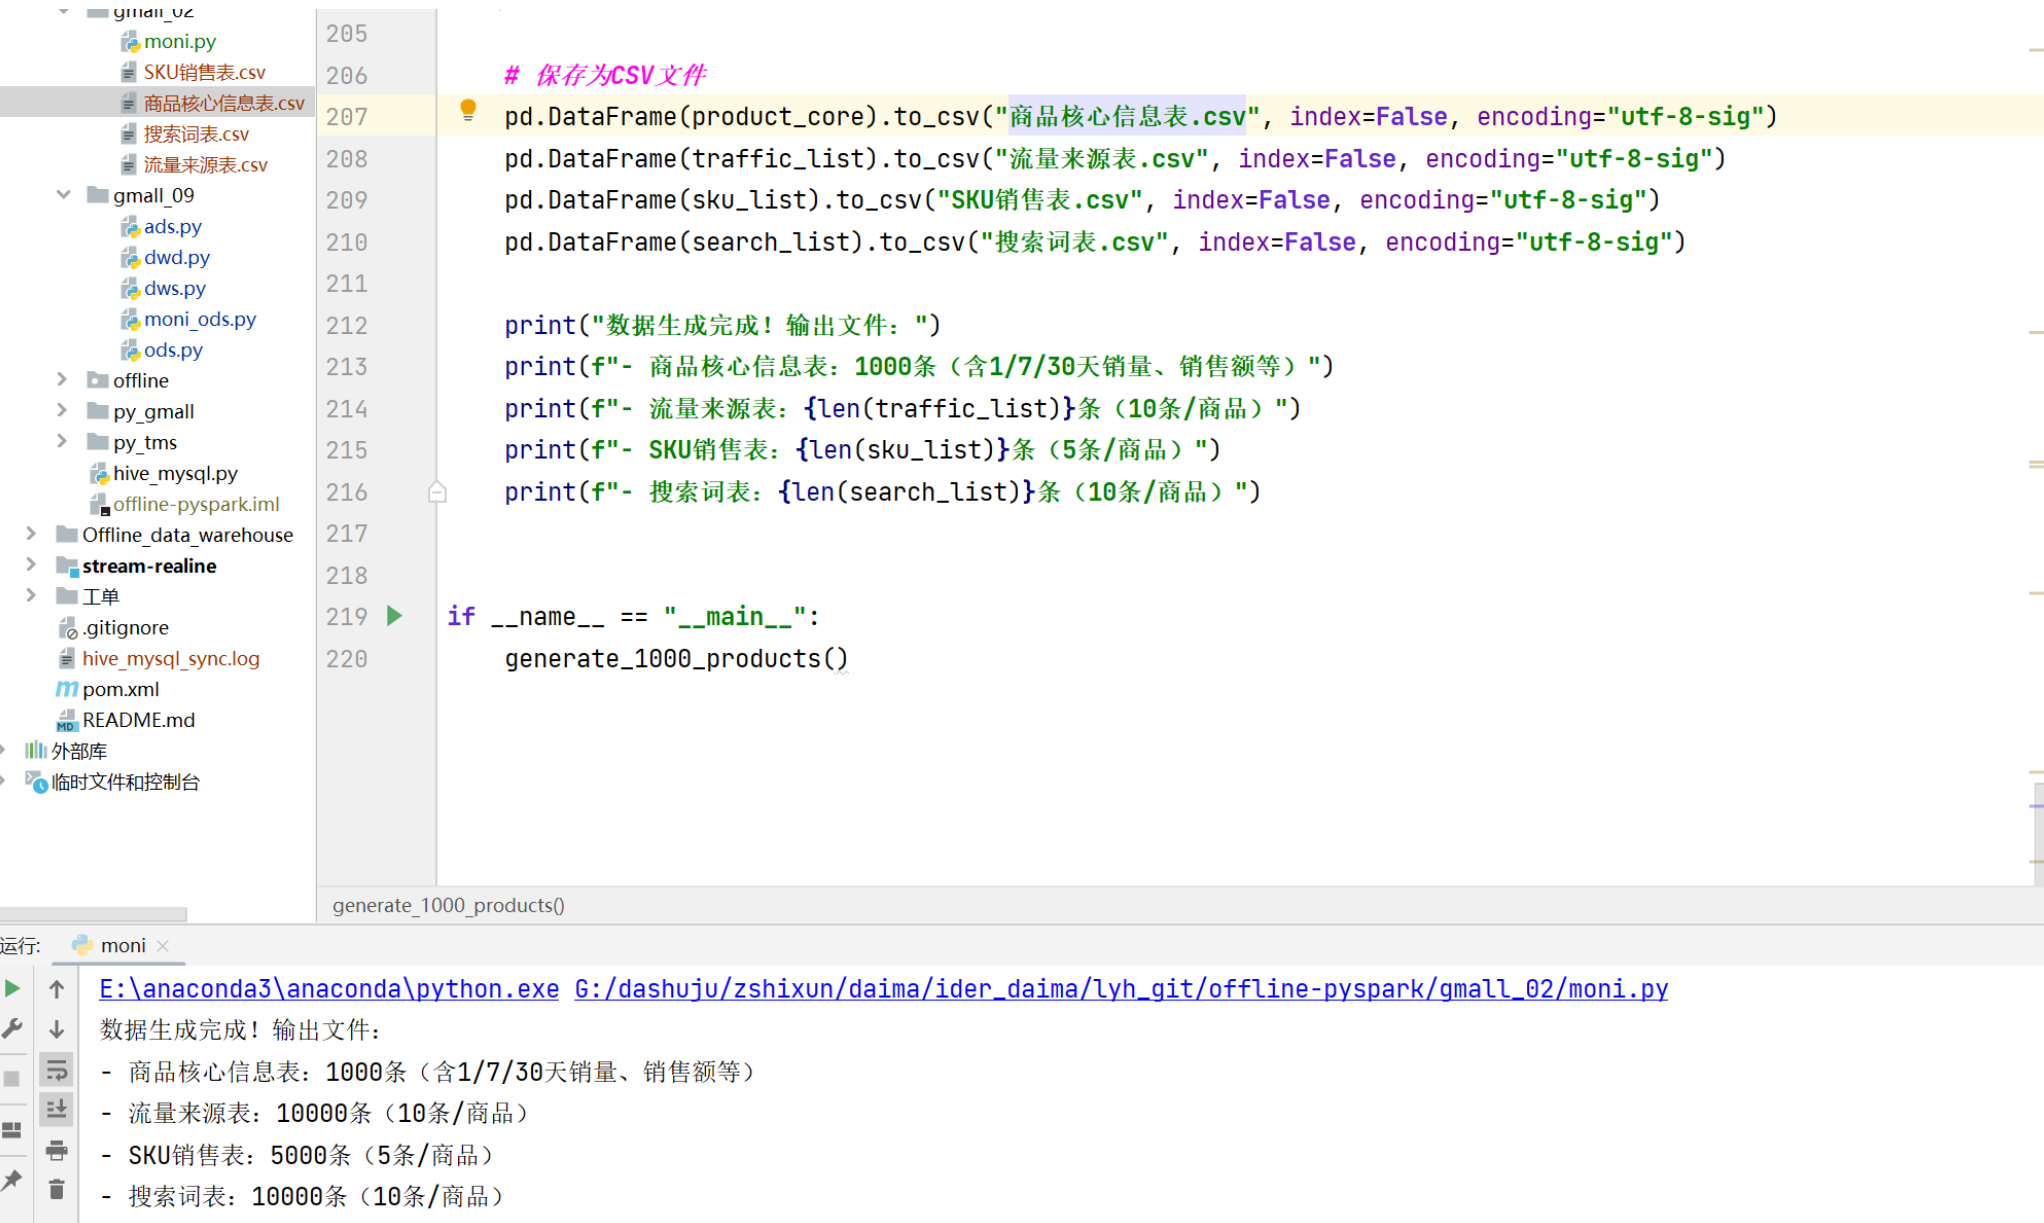 gmall_02
moni.py
SKU销售表.csv
商品核心信息表.csv
搜索词表.csv
流量来源表.csv
gmall_09
ads.py
dwd.py
dws.py
moni_ods.py
ods.py
offline
py_gmall
py_tms
hive_mysql.py
offline-pyspark.iml
Offline_data_warehouse
stream-realine
工单
.gitignore
hive_mysql_sync.log
pom.xml
README.md
外部库
临时文件和控制台
205
206 # 保存为CSV文件
207 pd.DataFrame(product_core).to_csv("商品核心信息表.csv", index=False, encoding="utf-8-sig")
208 pd.DataFrame(traffic_list).to_csv("流量来源表.csv", index=False, encoding="utf-8-sig")
209 pd.DataFrame(sku_list).to_csv("SKU销售表.csv", index=False, encoding="utf-8-sig")
210 pd.DataFrame(search_list).to_csv("搜索词表.csv", index=False, encoding="utf-8-sig")
211
212 print("数据生成完成！输出文件：")
213 print(f"- 商品核心信息表：1000条（含1/7/30天销量、销售额等）")
214 print(f"- 流量来源表：{len(traffic_list)}条（10条/商品）")
215 print(f"- SKU销售表：{len(sku_list)}条（5条/商品）")
216 print(f"- 搜索词表：{len(search_list)}条（10条/商品）")
217
218
219 if __name__ == "__main__":
220 generate_1000_products()
generate_1000_products()
运行: moni
E:\anaconda3\anaconda\python.exe G:/dashuju/zshixun/daima/ider_daima/lyh_git/offline-pyspark/gmall_02/moni.py
数据生成完成！输出文件：
- 商品核心信息表：1000条（含1/7/30天销量、销售额等）
- 流量来源表：10000条（10条/商品）
- SKU销售表：5000条（5条/商品）
- 搜索词表：10000条（10条/商品）